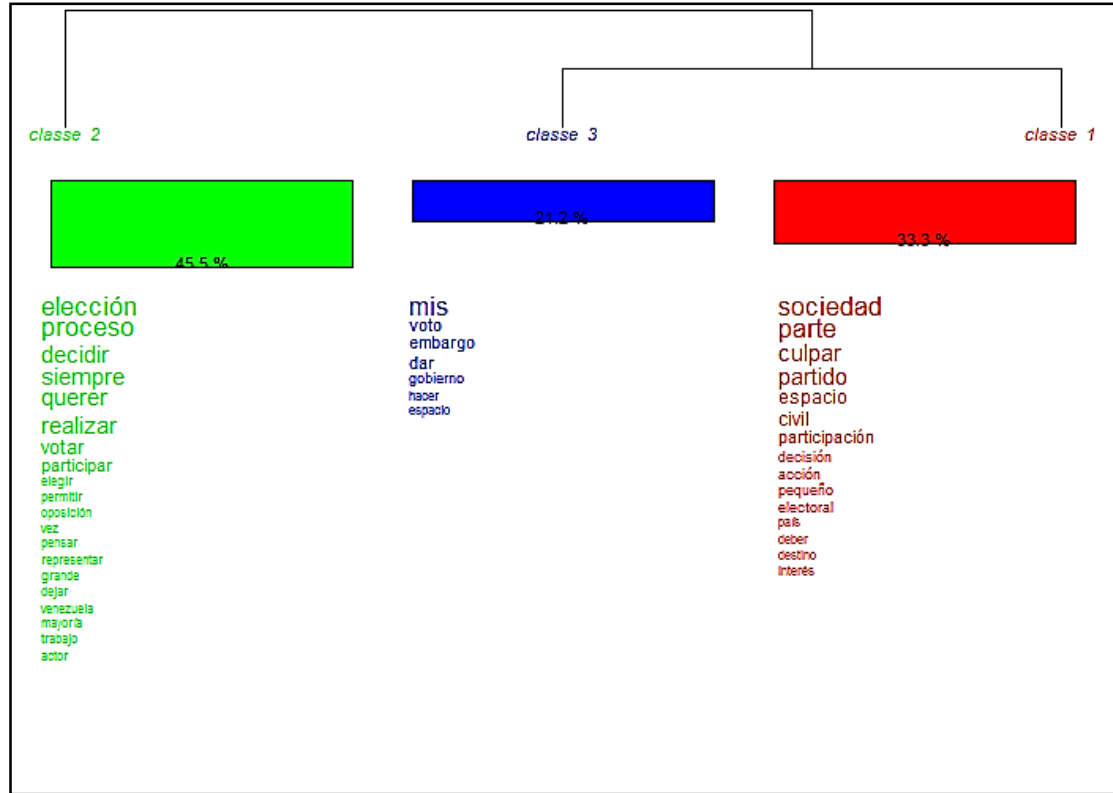 classe 2
classe 3
classe 1
45.5 %
21.2 %
33.3 %
elección
proceso
decidir
siempre
querer
realizar
votar
participar
elegir
permitir
oposición
vez
pensar
representar
grande
dejar
venezuela
mayoría
trabajo
actor
mis
voto
embargo
dar
gobierno
hacer
espacio
sociedad
parte
culpar
partido
espacio
civil
participación
decisión
acción
pequeño
electoral
país
deber
destino
interés